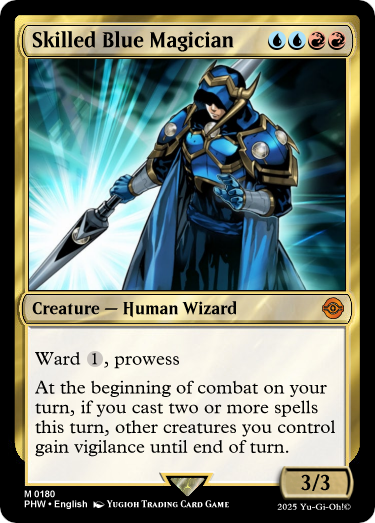 Skilled Blue Magician
Creature — Human Wizard
Ward 1, prowess
At the beginning of combat on your
turn, if you cast two or more spells
this turn, other creatures you control
gain vigilance until end of turn.
3/3
M 0180
PHW • English Yugioh Trading Card Game
2025 Yu-Gi-Oh!©